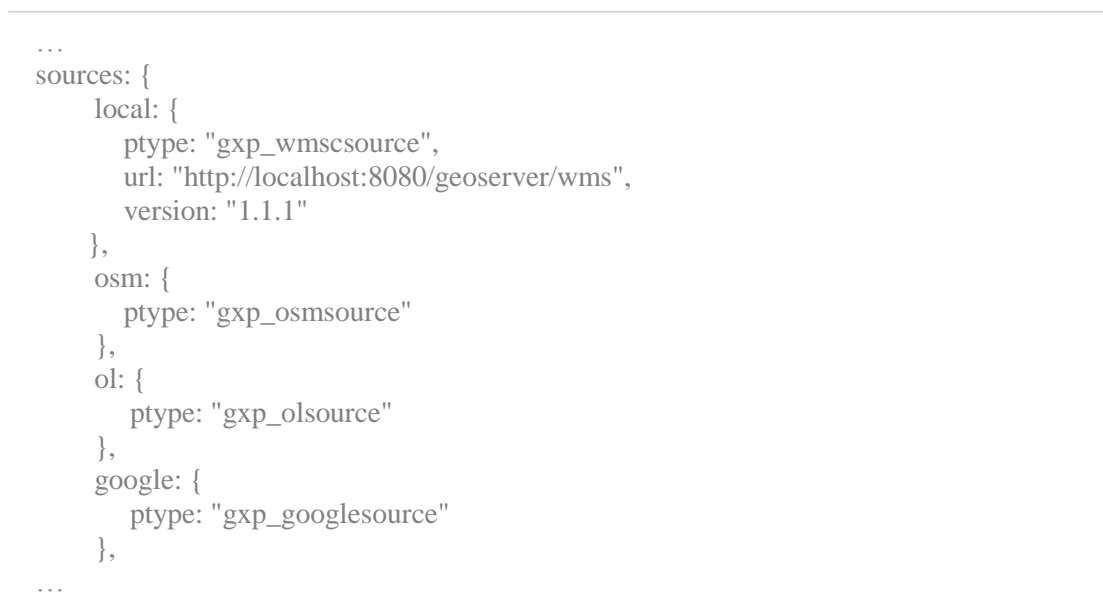 …
sources: {
local: {
ptype: "gxp_wmscsource",
url: "http://localhost:8080/geoserver/wms",
version: "1.1.1"
},
osm: {
ptype: "gxp_osmsource"
},
ol: {
ptype: "gxp_olsource"
},
google: {
ptype: "gxp_googlesource"
},
…